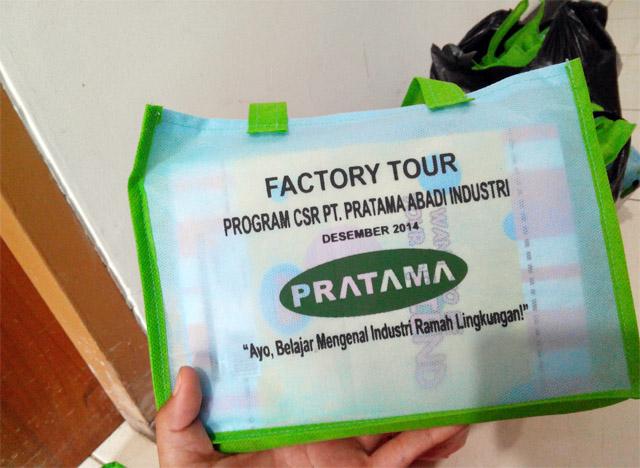 FACTORY TOUR
PROGRAM CSR PT. PRATAMA ABADI INDUSTRI
DESEMBER 2014
PRATAMA
“Ayo, Belajar Mengenal Industri Ramah Lingkungan!”